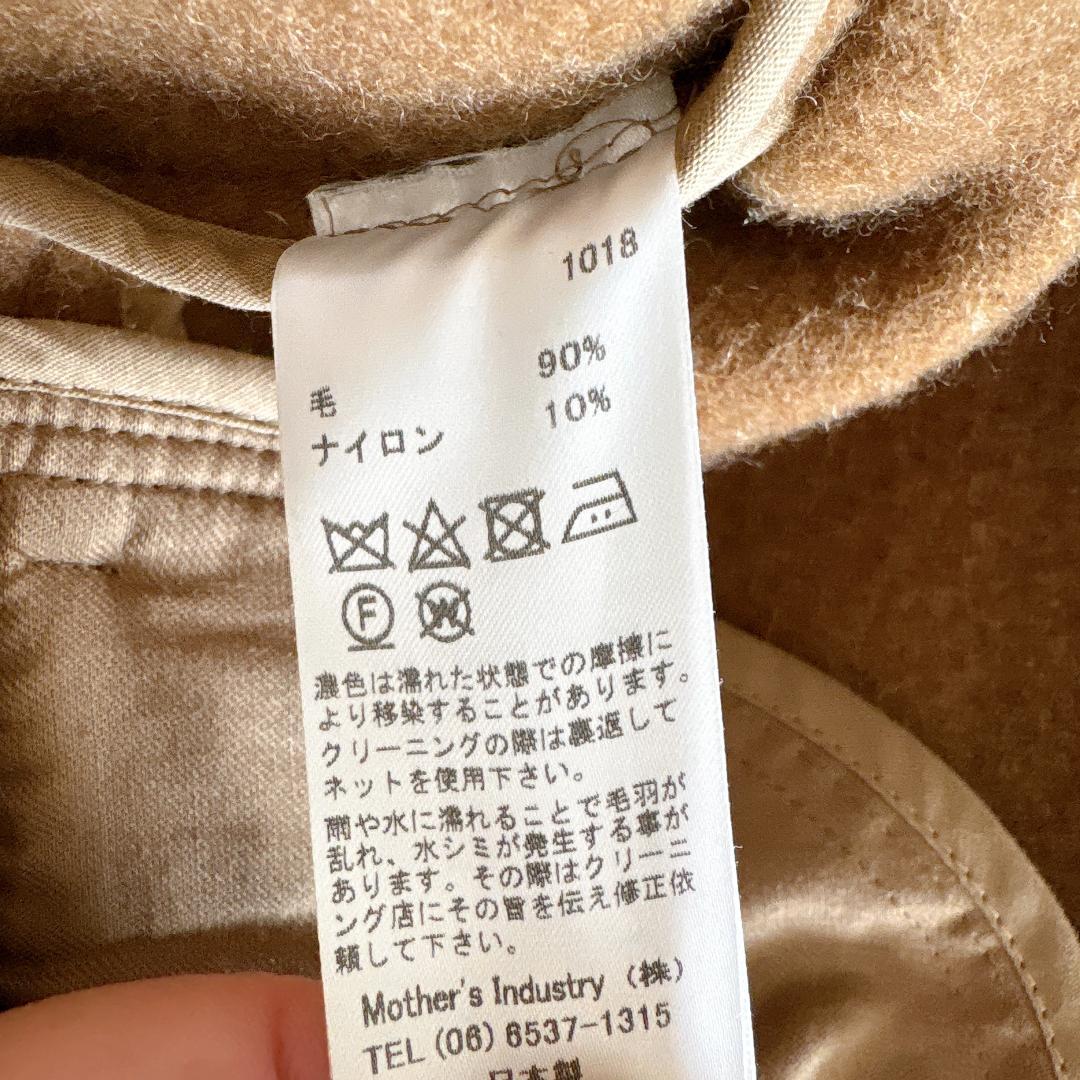 1018
毛 90%
ナイロン 10%
F
W
濃色は濡れた状態での摩擦に
より移染することがあります。
クリーニングの際は裏返して
ネットを使用下さい。
雨や水に濡れることで毛羽が
乱れ、水シミが発生する事が
あります。その際はクリーニ
ング店にその旨を伝え修正依
頼して下さい。
Mother's Industry (株)
TEL (06) 6537-1315
日本製